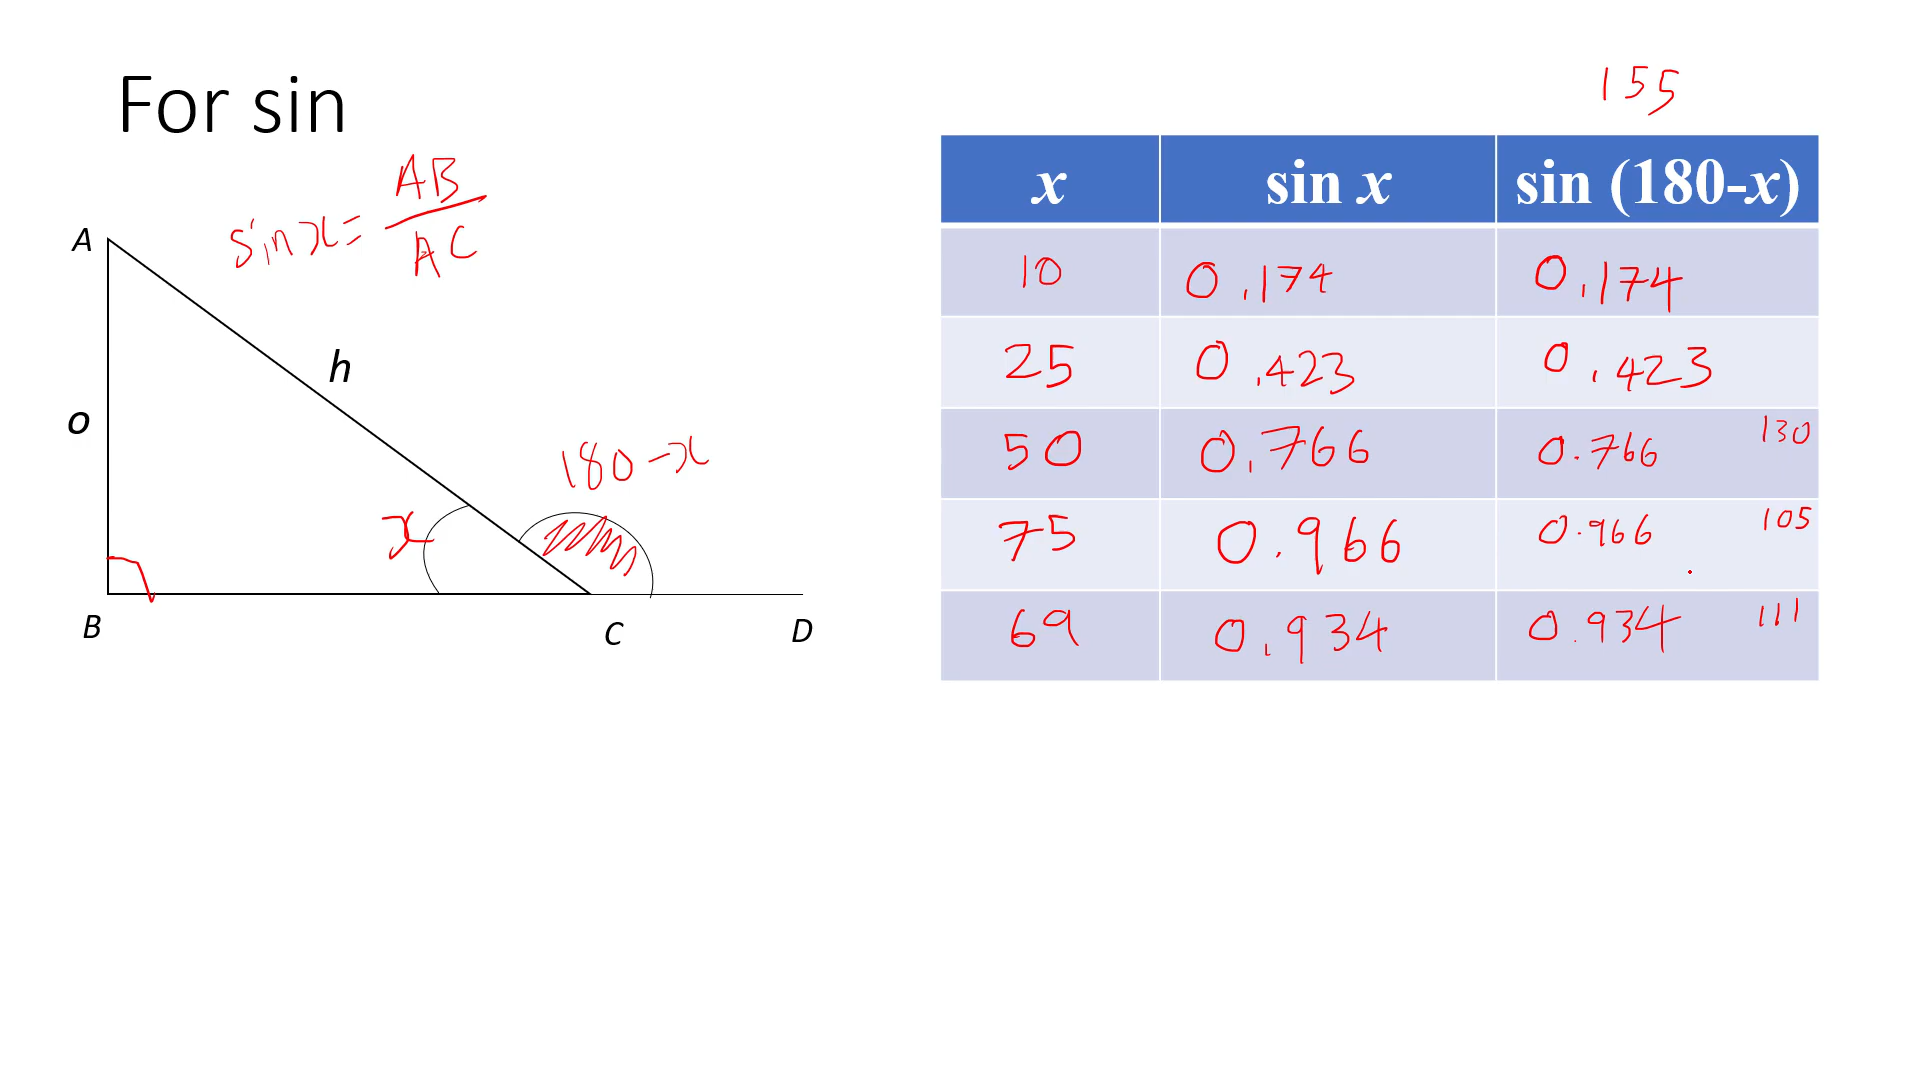 For sin
sin x = AB / AC
A
h
o
180 - x
x
B
C
D
155
x sin x sin (180-x)
10 0.174 0.174
25 0.423 0.423
50 0.766 0.766 130
75 0.966 0.966 105
69 0.934 0.934 111